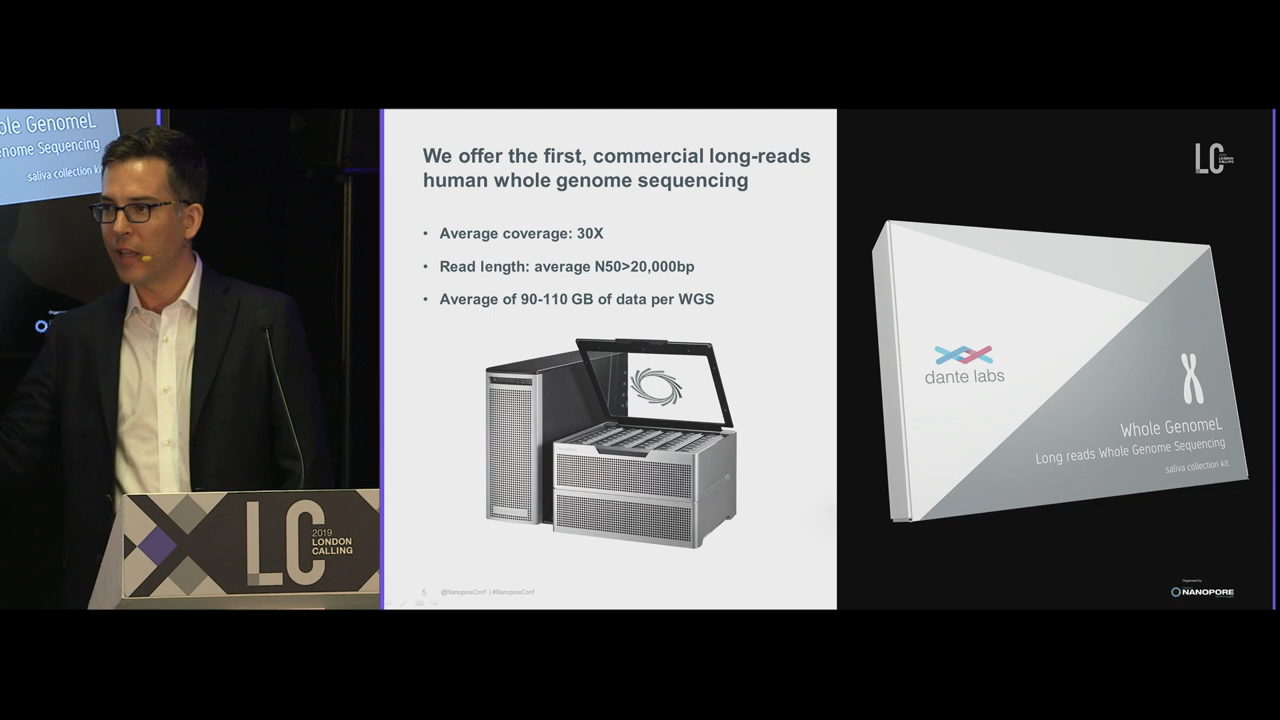 ole GenomeL
enome Sequencing
saliva collection k
2019
LC LONDON
CALLING
We offer the first, commercial long-reads
human whole genome sequencing
• Average coverage: 30X
• Read length: average N50>20,000bp
• Average of 90-110 GB of data per WGS
5 @NanoporeConf | #NanoporeConf
LC 2019
LONDON
CALLING
dante labs
Whole GenomeL
Long reads Whole Genome Sequencing
saliva collection kit
Organised by
NANOPORE